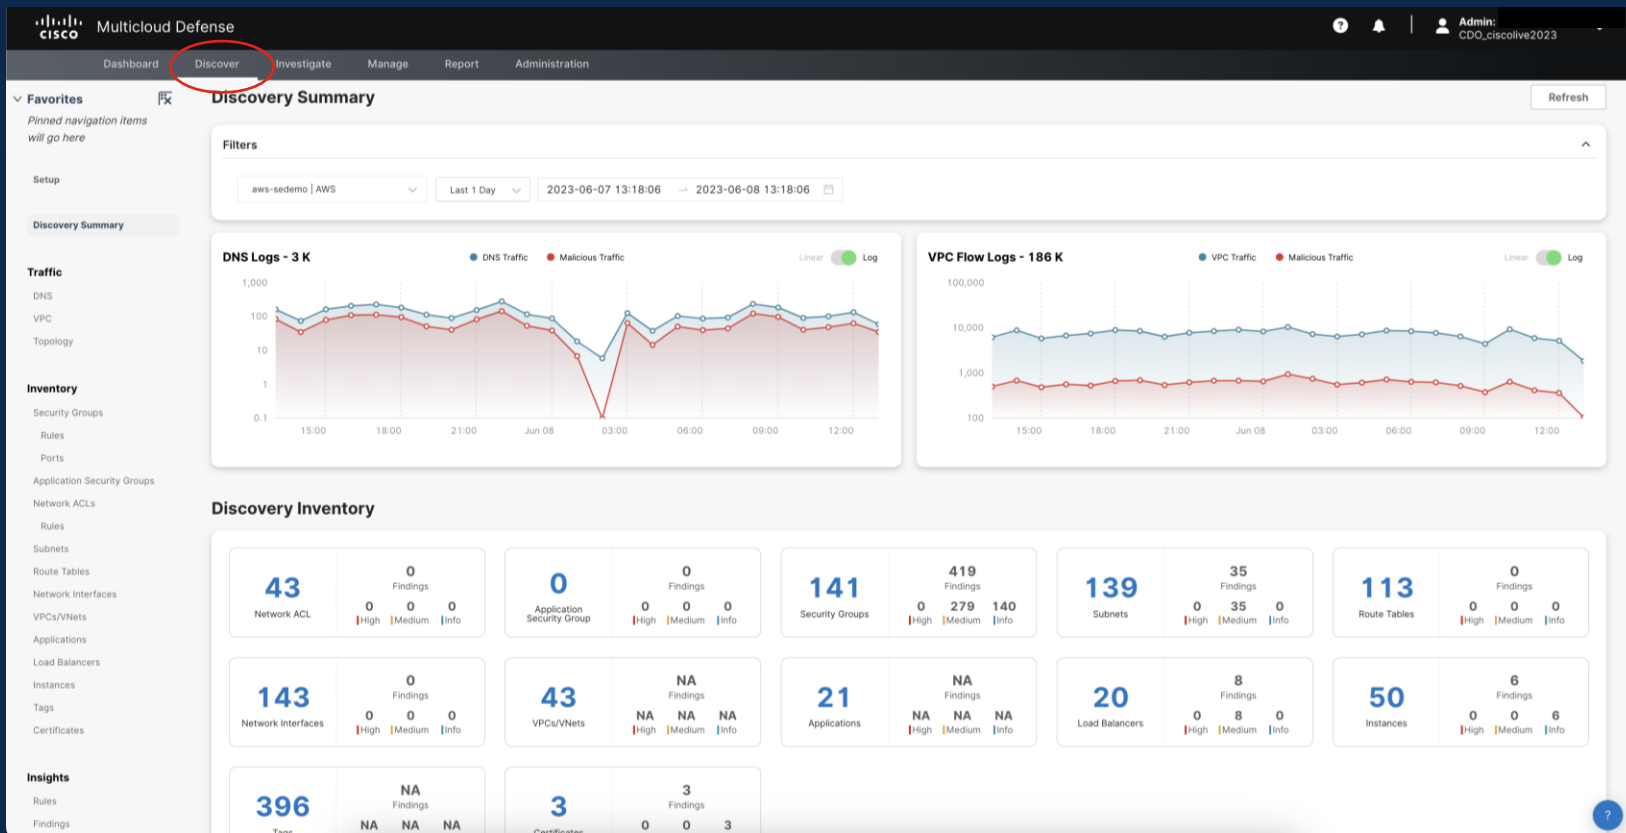 CISCO Multicloud Defense
Admin:
CDO_ciscolive2023
Dashboard Discover Investigate Manage Report Administration
Favorites
Pinned navigation items
will go here
Setup
Discovery Summary
Traffic
DNS
VPC
Topology
Inventory
Security Groups
Rules
Ports
Application Security Groups
Network ACLs
Rules
Subnets
Route Tables
Network Interfaces
VPCs/VNets
Applications
Load Balancers
Instances
Tags
Certificates
Insights
Rules
Findings
Discovery Summary
Refresh
Filters
aws-sedemo | AWS
Last 1 Day
2023-06-07 13:18:06 → 2023-06-08 13:18:06
DNS Logs - 3 K
DNS Traffic Malicious Traffic
Linear Log
1,000
100
10
1
0.1
15:00 18:00 21:00 Jun 08 03:00 06:00 09:00 12:00
VPC Flow Logs - 186 K
VPC Traffic Malicious Traffic
Linear Log
100,000
10,000
1,000
100
15:00 18:00 21:00 Jun 08 03:00 06:00 09:00 12:00
Discovery Inventory
43
Network ACL
0
Findings
0 0 0
High Medium Info
0
Application
Security Group
0
Findings
0 0 0
High Medium Info
141
Security Groups
419
Findings
0 279 140
High Medium Info
139
Subnets
35
Findings
0 35 0
High Medium Info
113
Route Tables
0
Findings
0 0 0
High Medium Info
143
Network Interfaces
0
Findings
0 0 0
High Medium Info
43
VPCs/VNets
NA
Findings
NA NA NA
High Medium Info
21
Applications
NA
Findings
NA NA NA
High Medium Info
20
Load Balancers
8
Findings
0 8 0
High Medium Info
50
Instances
6
Findings
0 0 6
High Medium Info
396
Tags
NA
Findings
NA NA NA
3
Certificates
3
Findings
0 0 3